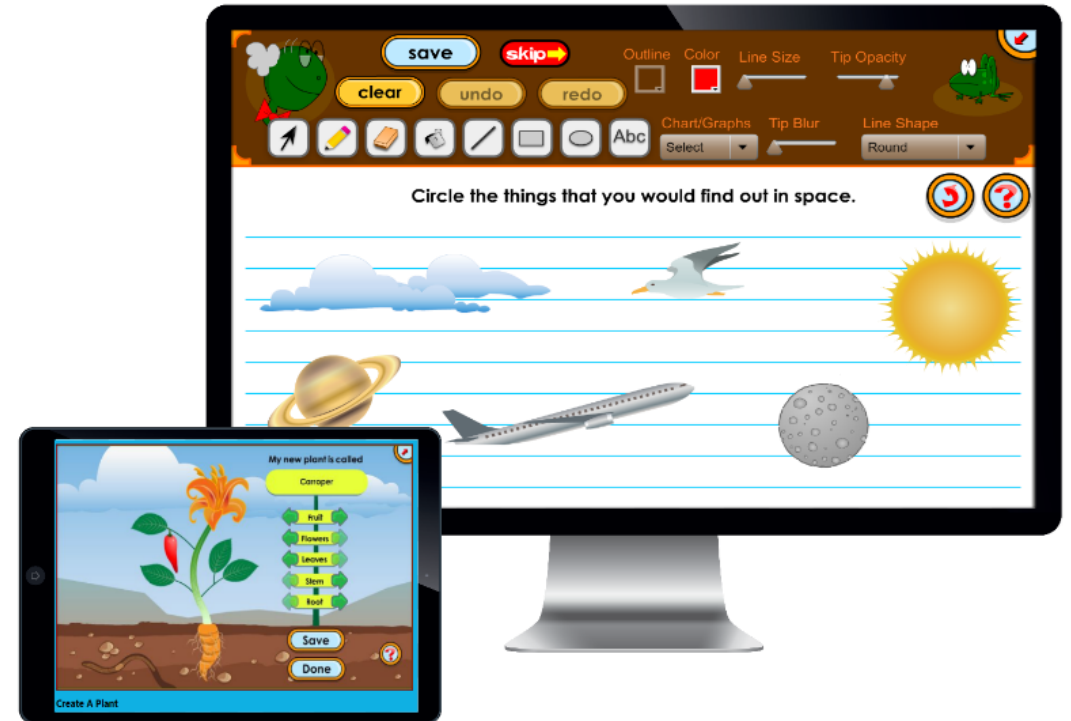 save
skip
Outline
Color
Line Size
Tip Opacity
clear
undo
redo
Abc
Chart/Graphs
Select
Tip Blur
Line Shape
Round
Circle the things that you would find out in space.
?
My new plant is called
Carroper
Fruit
Flowers
Leaves
Stem
Root
Save
Done
?
Create A Plant